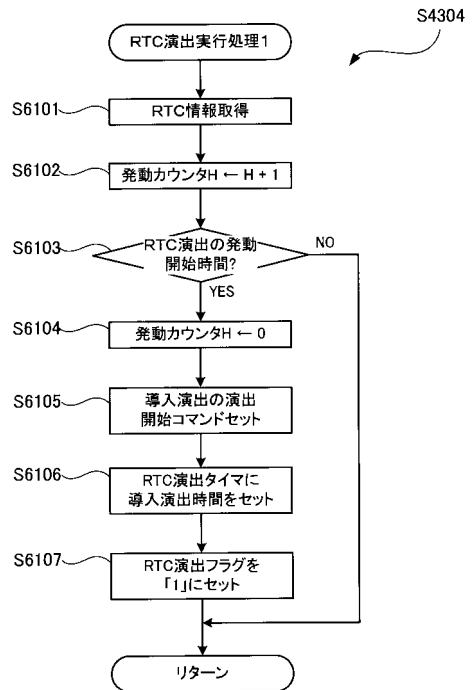 S4304
RTC演出実行処理1
S6101
RTC情報取得
S6102
発動カウンタH ← H + 1
S6103
RTC演出の発動
開始時間?
NO
YES
S6104
発動カウンタH ← 0
S6105
導入演出の演出
開始コマンドセット
S6106
RTC演出タイマに
導入演出時間をセット
S6107
RTC演出フラグを
「1」にセット
リターン